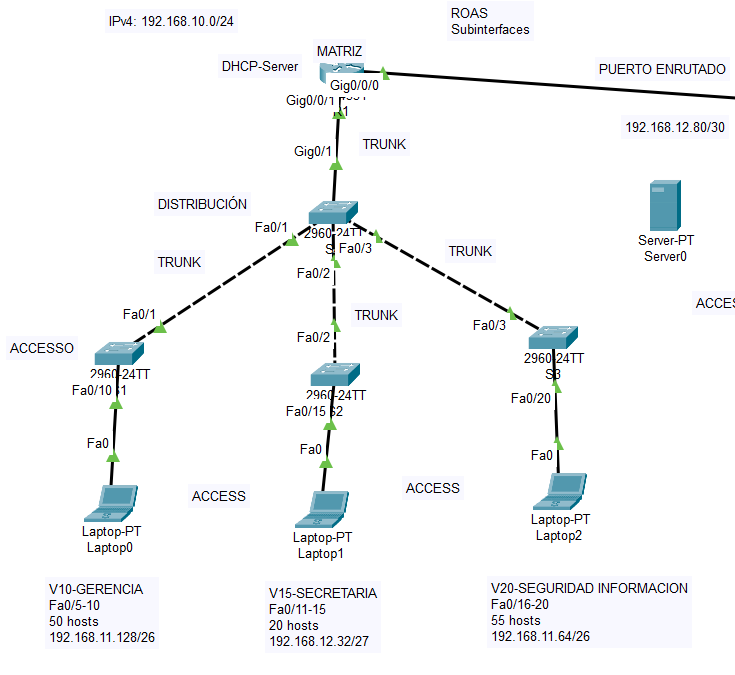 IPv4: 192.168.10.0/24
ROAS
Subinterfaces
MATRIZ
DHCP-Server
Gig0/0/0
PUERTO ENRUTADO
Gig0/0/1
192.168.12.80/30
Gig0/1
TRUNK
DISTRIBUCIÓN
Fa0/1
2960-24TT
Fa0/3
Server-PT
Server0
TRUNK
TRUNK
Fa0/2
ACCES
Fa0/1
TRUNK
Fa0/2
Fa0/3
ACCESSO
2960-24TT
S1
Fa0/10
2960-24TT
S2
Fa0/15
2960-24TT
S3
Fa0/20
Fa0
Fa0
Fa0
ACCESS
ACCESS
Laptop-PT
Laptop0
Laptop-PT
Laptop1
Laptop-PT
Laptop2
V10-GERENCIA
Fa0/5-10
50 hosts
192.168.11.128/26
V15-SECRETARIA
Fa0/11-15
20 hosts
192.168.12.32/27
V20-SEGURIDAD INFORMACION
Fa0/16-20
55 hosts
192.168.11.64/26